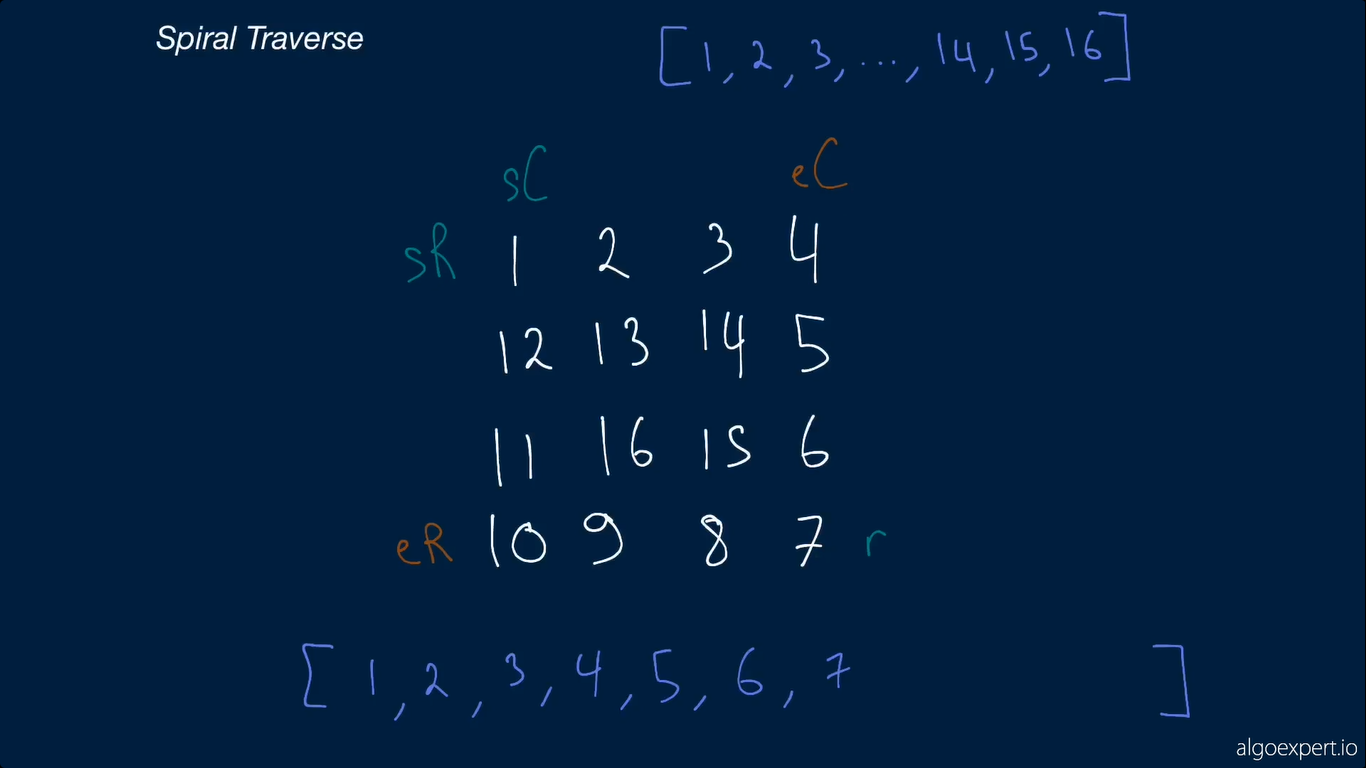 Spiral Traverse
[1, 2, 3, ..., 14, 15, 16]
sC eC
sR 1 2 3 4
12 13 14 5
11 16 15 6
eR 10 9 8 7 r
[1, 2, 3, 4, 5, 6, 7 ]
algoexpert.io